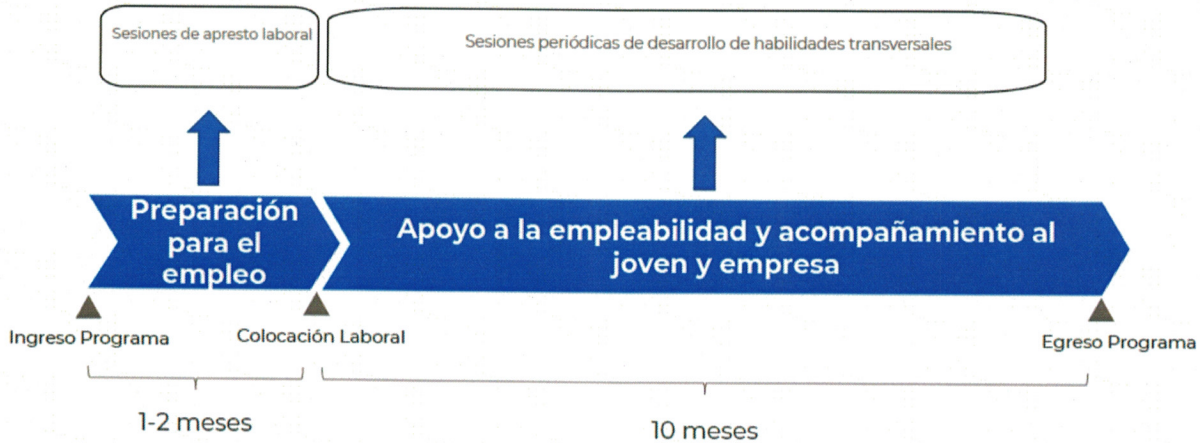 Sesiones de apresto laboral
Sesiones periódicas de desarrollo de habilidades transversales
Preparación
para el
empleo
Apoyo a la empleabilidad y acompañamiento al
joven y empresa
Ingreso Programa
Colocación Laboral
Egreso Programa
1-2 meses
10 meses